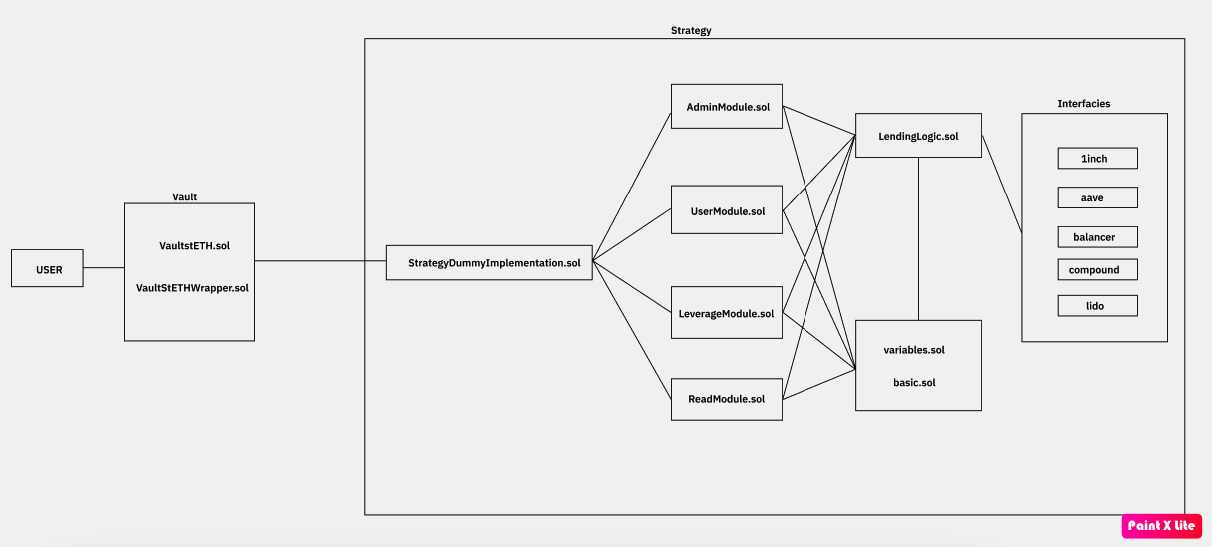 Strategy
Interfacies
AdminModule.sol
LendingLogic.sol
1inch
aave
Vault
UserModule.sol
balancer
VaultstETH.sol
StrategyDummyImplementation.sol
USER
compound
VaultStETHWrapper.sol
LeverageModule.sol
lido
variables.sol
basic.sol
ReadModule.sol
Paint X Lite